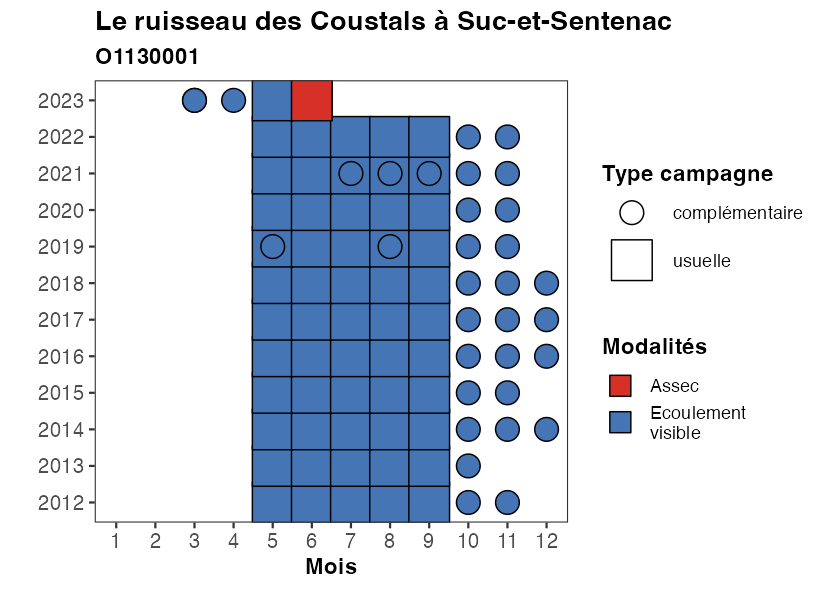 Le ruisseau des Coustals à Suc-et-Sentenac
O1130001
2023
2022
2021
2020
2019
2018
2017
2016
2015
2014
2013
2012
1 2 3 4 5 6 7 8 9 10 11 12
Mois
Type campagne
complémentaire
usuelle
Modalités
Assec
Ecoulement
visible